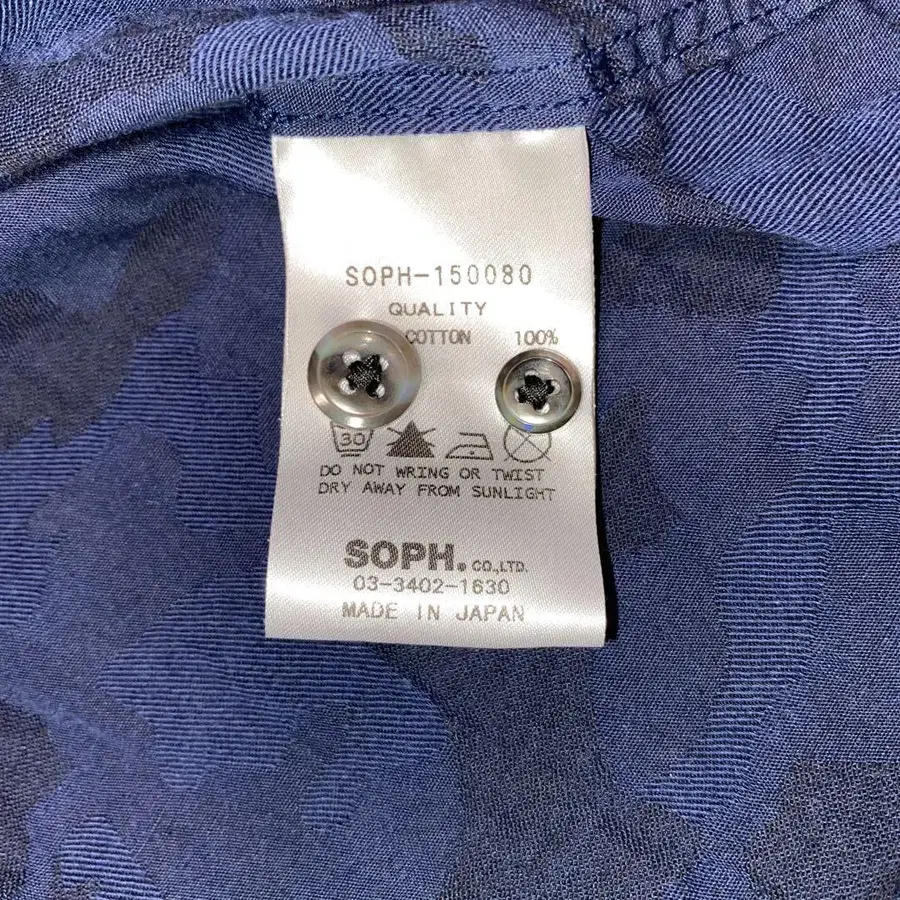 SOPH-150080
QUALITY
COTTON 100%
30
DO NOT WRING OR TWIST
DRY AWAY FROM SUNLIGHT
SOPH. CO.,LTD.
03-3402-1630
MADE IN JAPAN